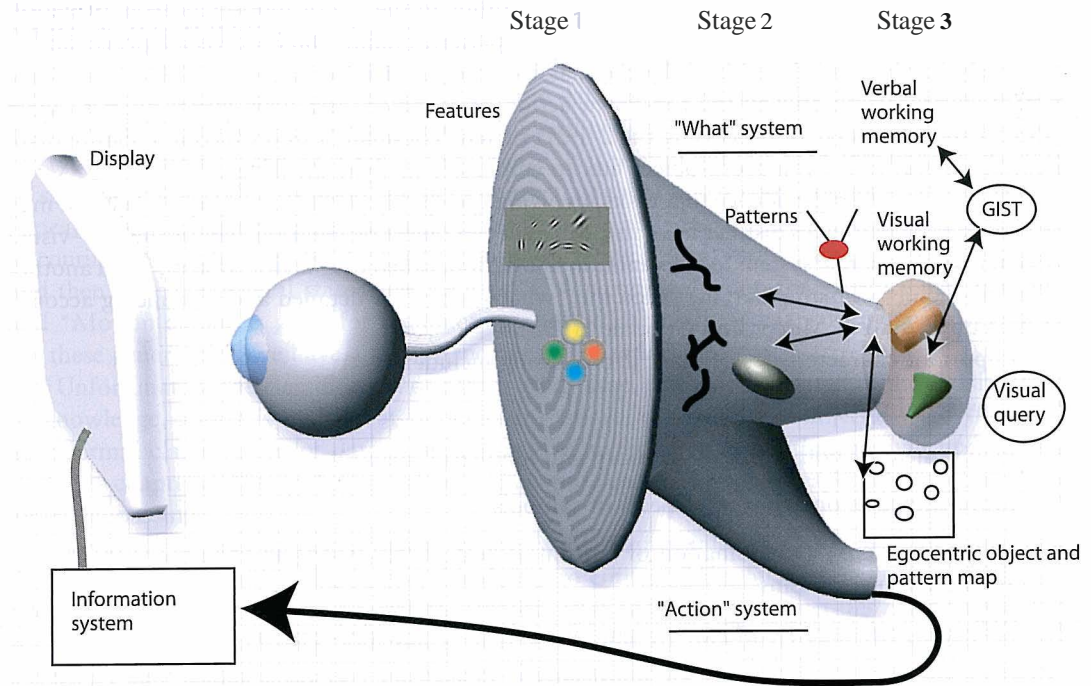 Stage 1
Stage 2
Stage 3
Features
"What" system
Verbal
working
memory
Display
GIST
Patterns
Visual
working
memory
Visual
query
Egocentric object and
pattern map
Information
system
"Action" system